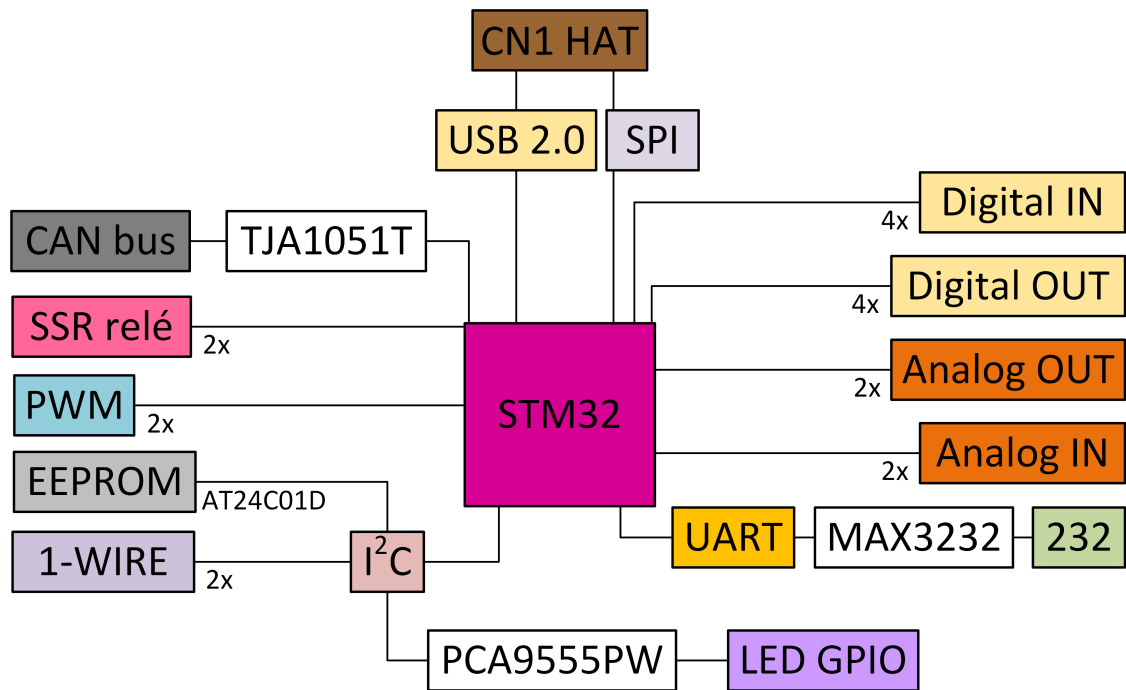 CN1 HAT
USB 2.0
SPI
Digital IN
4x
CAN bus
TJA1051T
Digital OUT
4x
SSR relé
2x
Analog OUT
2x
PWM
2x
STM32
Analog IN
2x
EEPROM
AT24C01D
UART
MAX3232
232
1-WIRE
2x
I²C
PCA9555PW
LED GPIO